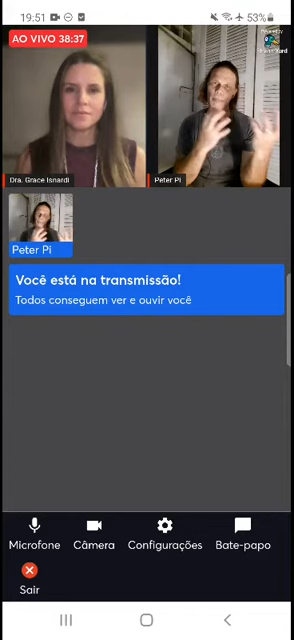 19:51
53%
AO VIVO 38:37
Dra. Grace Isnardi
Peter Pi
Peter Pi
Você está na transmissão!
Todos conseguem ver e ouvir você
Microfone
Câmera
Configurações
Bate-papo
Sair